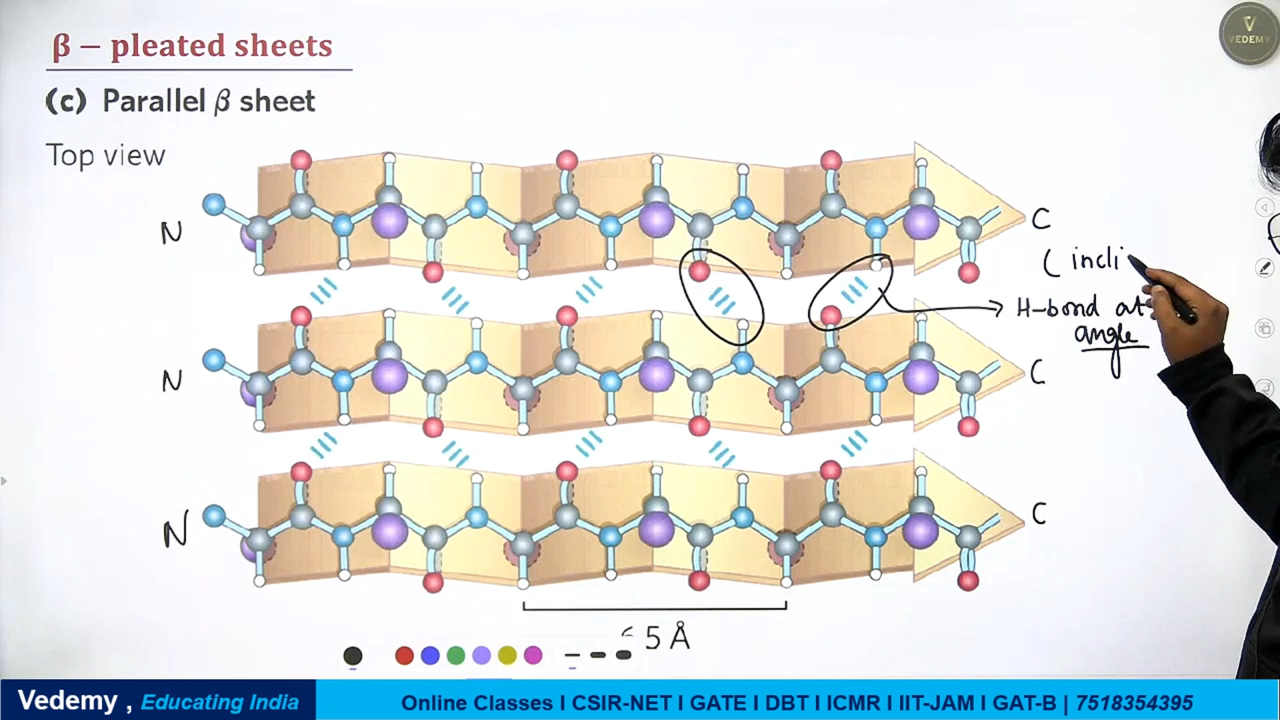 β – pleated sheets
VEDEMY
(c) Parallel β sheet
Top view
N
C
( incli
H-bond at
angle
N
C
N
C
5 Å
Vedemy , Educating India
Online Classes I CSIR-NET I GATE I DBT I ICMR I IIT-JAM I GAT-B | 7518354395